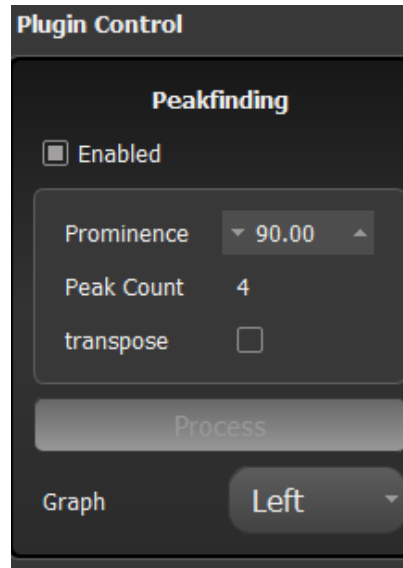 Plugin Control
Peakfinding
Enabled
Prominence 90.00
Peak Count 4
transpose
Process
Graph Left